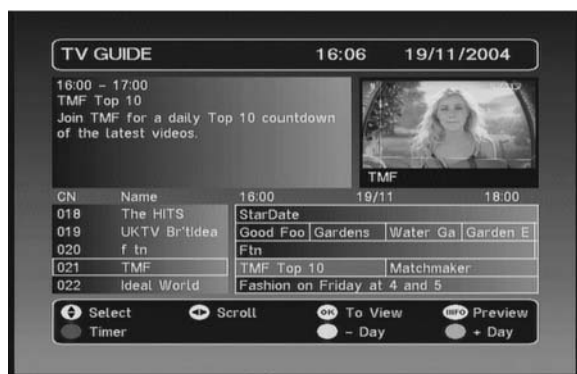 TV GUIDE 16:06 19/11/2004
16:00 – 17:00
TMF Top 10
Join TMF for a daily Top 10 countdown
of the latest videos.
TMF
CN Name 16:00 19/11 18:00
018 The HITS StarDate
019 UKTV Br'tIdea Good Foo Gardens Water Ga Garden E
020 f tn Ftn
021 TMF TMF Top 10 Matchmaker
022 Ideal World Fashion on Friday at 4 and 5
Select Scroll OK To View INFO Preview
Timer – Day + Day